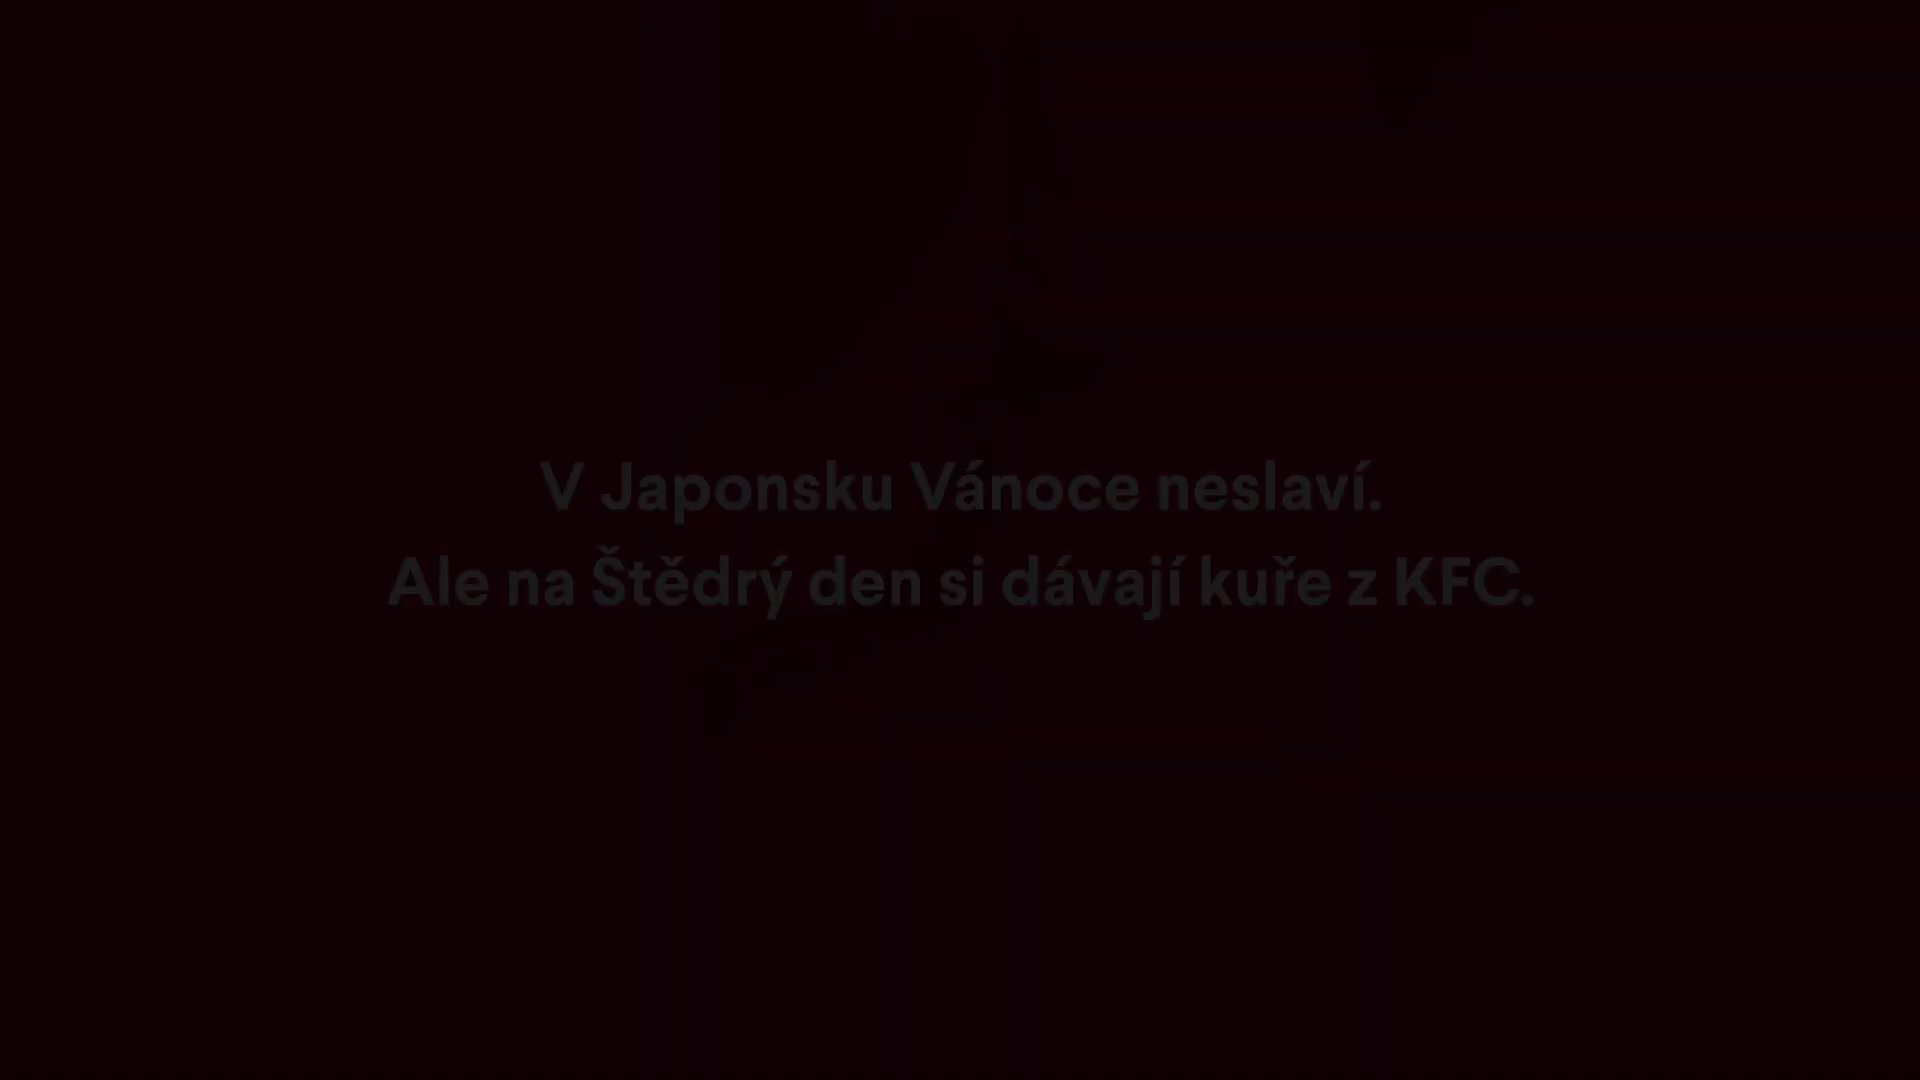 V Japonsku Vánoce neslaví.
Ale na Štědrý den si dávají kuře z KFC.